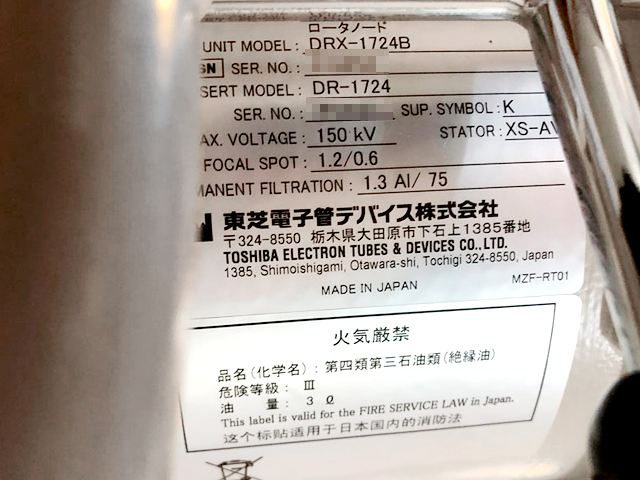 ロータノード
UNIT MODEL: DRX-1724B
SER. NO.:
SERT MODEL: DR-1724
SER. NO.: SUP. SYMBOL: K
AX. VOLTAGE: 150 kV STATOR: XS-AV
FOCAL SPOT: 1.2/0.6
MANENT FILTRATION: 1.3 Al/ 75
東芝電子管デバイス株式会社
〒324-8550 栃木県大田原市下石上1385番地
TOSHIBA ELECTRON TUBES & DEVICES CO.,LTD.
1385, Shimoishigami, Otawara-shi, Tochigi 324-8550, Japan
MADE IN JAPAN MZF-RT01
火気厳禁
品名(化学名): 第四類第三石油類(絶縁油)
危険等級: Ⅲ
油 量: 3 ℓ
This label is valid for the FIRE SERVICE LAW in Japan.
这个标贴适用于日本国内的消防法